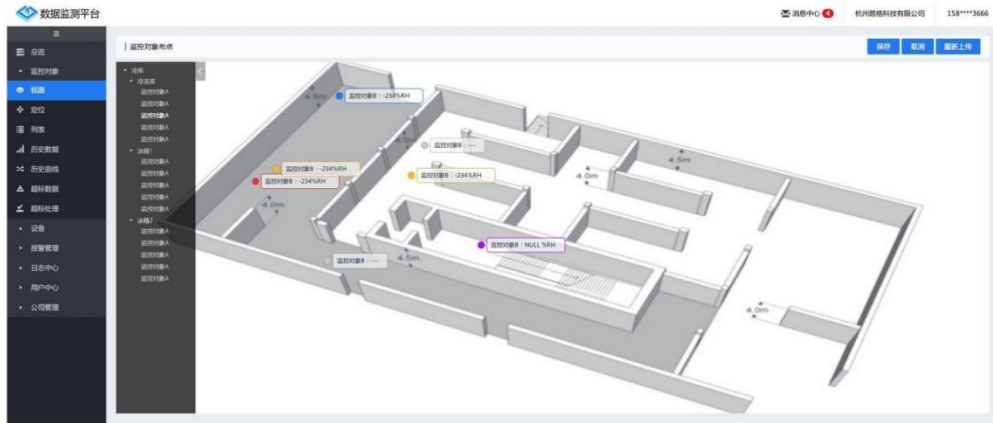 数据监测平台
消息中心 4
杭州路格科技有限公司
158****3666
总览
监控对象
视图
定位
列表
历史数据
历史曲线
超标数据
超标处理
设备
报警管理
日志中心
用户中心
公司管理
监控对象布点
保存
取消
重新上传
冷库
冷冻库
监控对象A
监控对象A
监控对象A
监控对象A
监控对象A
冰箱1
监控对象A
监控对象A
监控对象A
监控对象A
监控对象A
冰箱2
监控对象A
监控对象A
监控对象A
监控对象A
监控对象A
4.5m
监控对象B：-234%RH
监控对象B：---
4.5m
监控对象B：-234%RH
监控对象B：-234%RH
监控对象B：-234%RH
4.0m
4.0m
监控对象B：NULL %RH
监控对象B：---
4.5m
4.0m